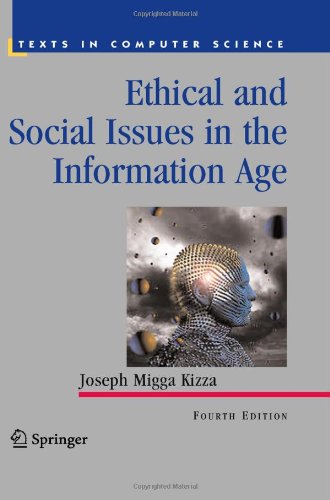 TEXTS IN COMPUTER SCIENCE
Ethical and
Social Issues in the
Information Age
Joseph Migga Kizza
FOURTH EDITION
Springer